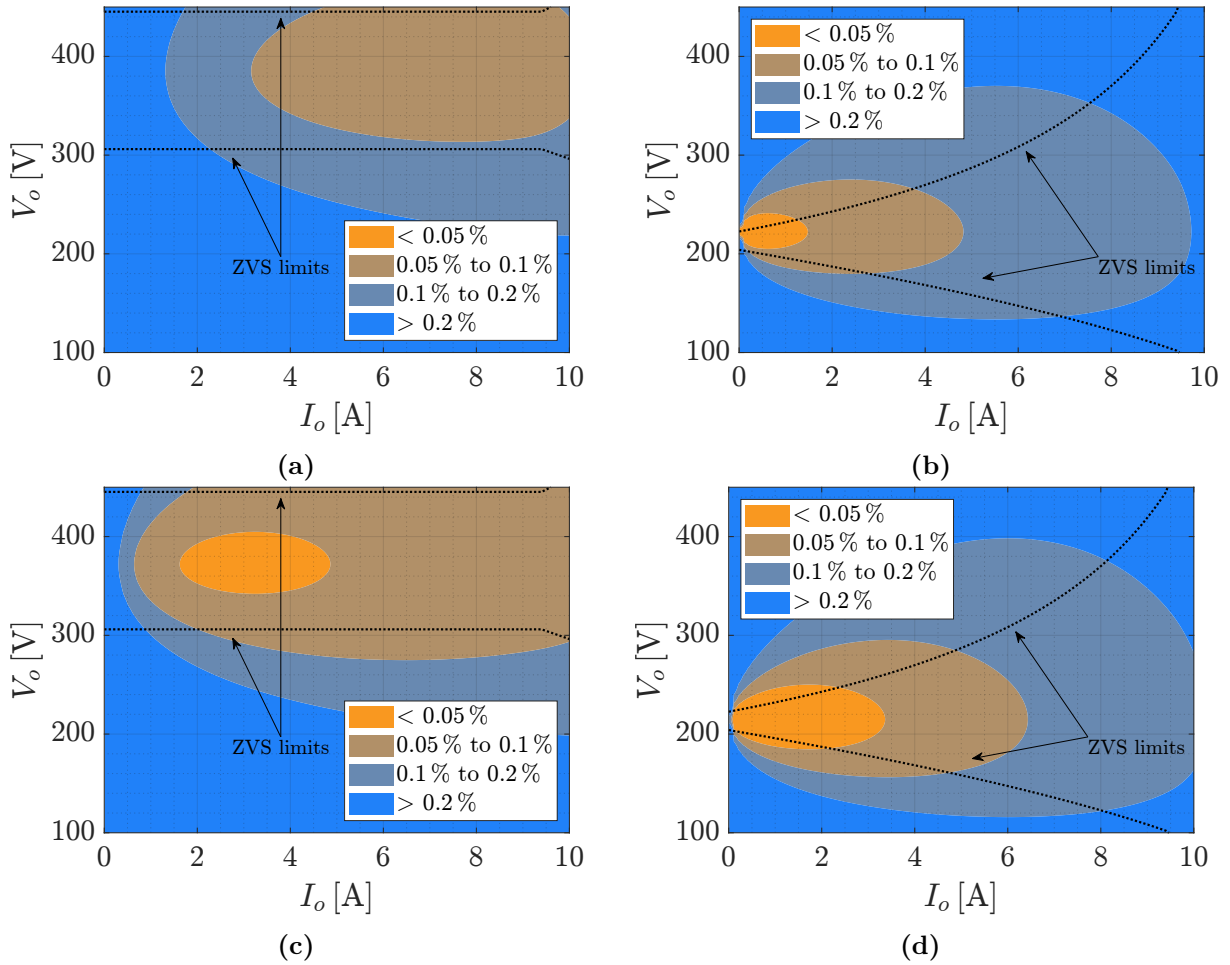 400
300
200
100
V_o [V]
ZVS limits
< 0.05 %
0.05 % to 0.1 %
0.1 % to 0.2 %
> 0.2 %
0 2 4 6 8 10
I_o [A]
(a)
400
300
200
100
V_o [V]
< 0.05 %
0.05 % to 0.1 %
0.1 % to 0.2 %
> 0.2 %
ZVS limits
0 2 4 6 8 10
I_o [A]
(b)
400
300
200
100
V_o [V]
ZVS limits
< 0.05 %
0.05 % to 0.1 %
0.1 % to 0.2 %
> 0.2 %
0 2 4 6 8 10
I_o [A]
(c)
400
300
200
100
V_o [V]
< 0.05 %
0.05 % to 0.1 %
0.1 % to 0.2 %
> 0.2 %
ZVS limits
0 2 4 6 8 10
I_o [A]
(d)